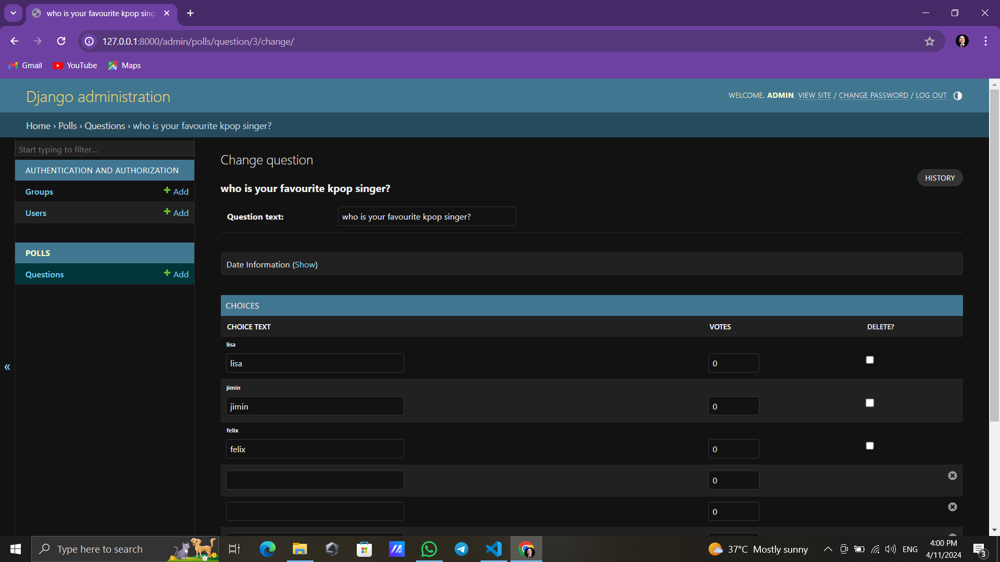 who is your favourite kpop sing
127.0.0.1:8000/admin/polls/question/3/change/
Gmail YouTube Maps
Django administration
WELCOME, ADMIN. VIEW SITE / CHANGE PASSWORD / LOG OUT
Home › Polls › Questions › who is your favourite kpop singer?
Start typing to filter...
AUTHENTICATION AND AUTHORIZATION
Groups + Add
Users + Add
POLLS
Questions + Add
«
Change question
HISTORY
who is your favourite kpop singer?
Question text: who is your favourite kpop singer?
Date Information (Show)
CHOICES
CHOICE TEXT VOTES DELETE?
lisa
lisa 0
jimin
jimin 0
felix
felix 0
0
0
Type here to search
37°C Mostly sunny
ENG
4:00 PM
4/11/2024
3